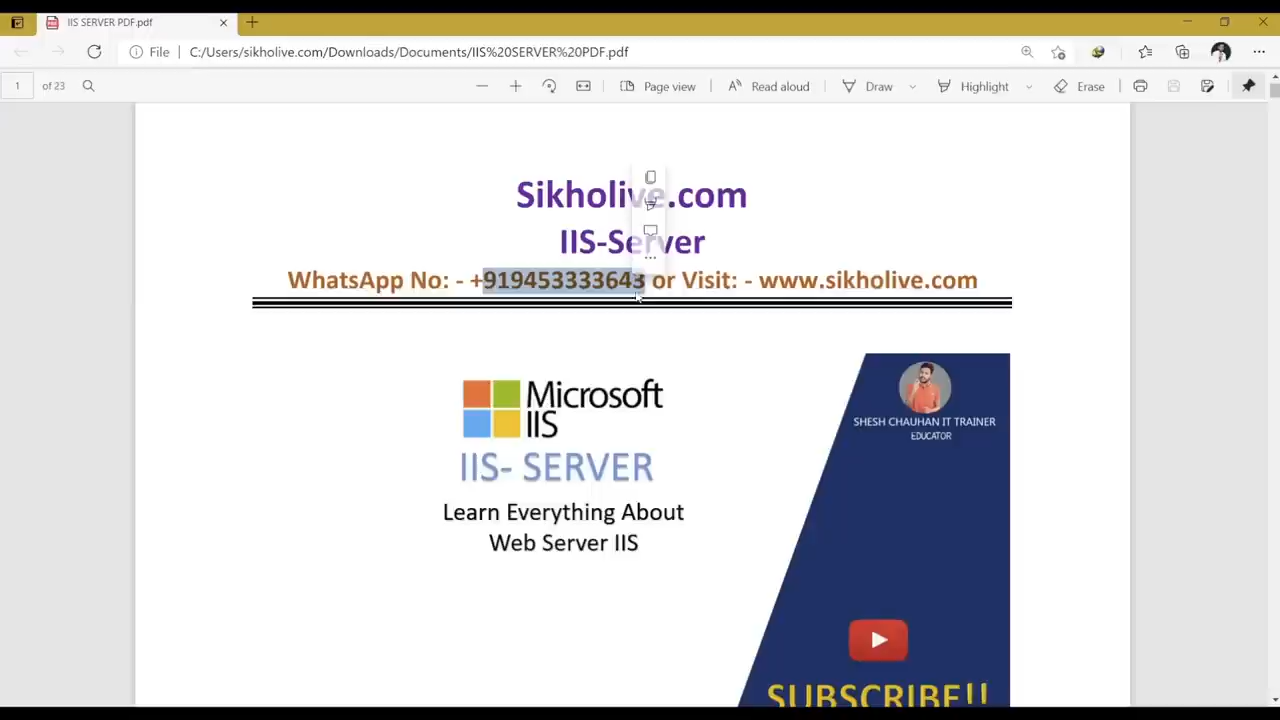 IIS SERVER PDF.pdf
File C:/Users/sikholive.com/Downloads/Documents/IIS%20SERVER%20PDF.pdf
1 of 23 Page view Read aloud Draw Highlight Erase
Sikholive.com
IIS-Server
WhatsApp No: - +919453333643 or Visit: - www.sikholive.com
Microsoft
IIS
IIS- SERVER
Learn Everything About
Web Server IIS
SHESH CHAUHAN IT TRAINER
EDUCATOR
SUBSCRIBE!!